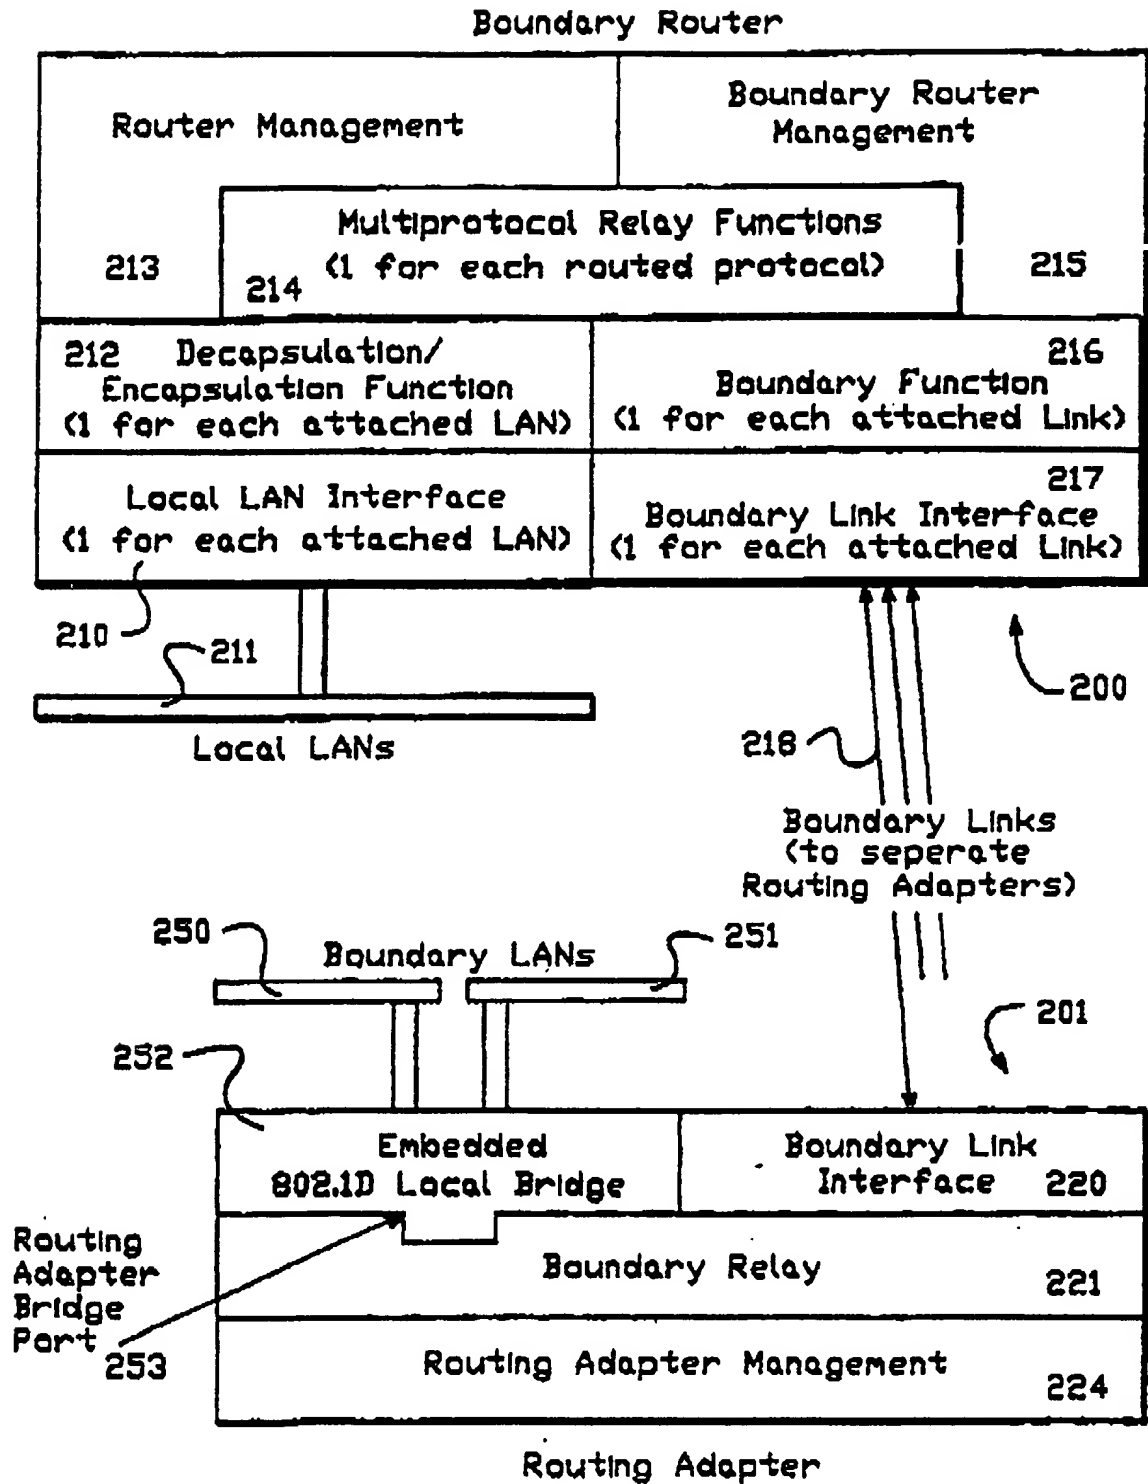 Boundary Router
Router Management
Boundary Router
Management
Multiprotocal Relay Functions
(1 for each routed protocal)
213
214
215
212 Decapsulation/
Encapsulation Function
(1 for each attached LAN)
216
Boundary Function
(1 for each attached Link)
Local LAN Interface
(1 for each attached LAN)
217
Boundary Link Interface
(1 for each attached Link)
210
211
Local LANs
200
218
Boundary Links
(to seperate
Routing Adapters)
250
Boundary LANs
251
252
201
Embedded
802.1D Local Bridge
Boundary Link
Interface 220
Routing
Adapter
Bridge
Port
253
Boundary Relay
221
Routing Adapter Management
224
Routing Adapter